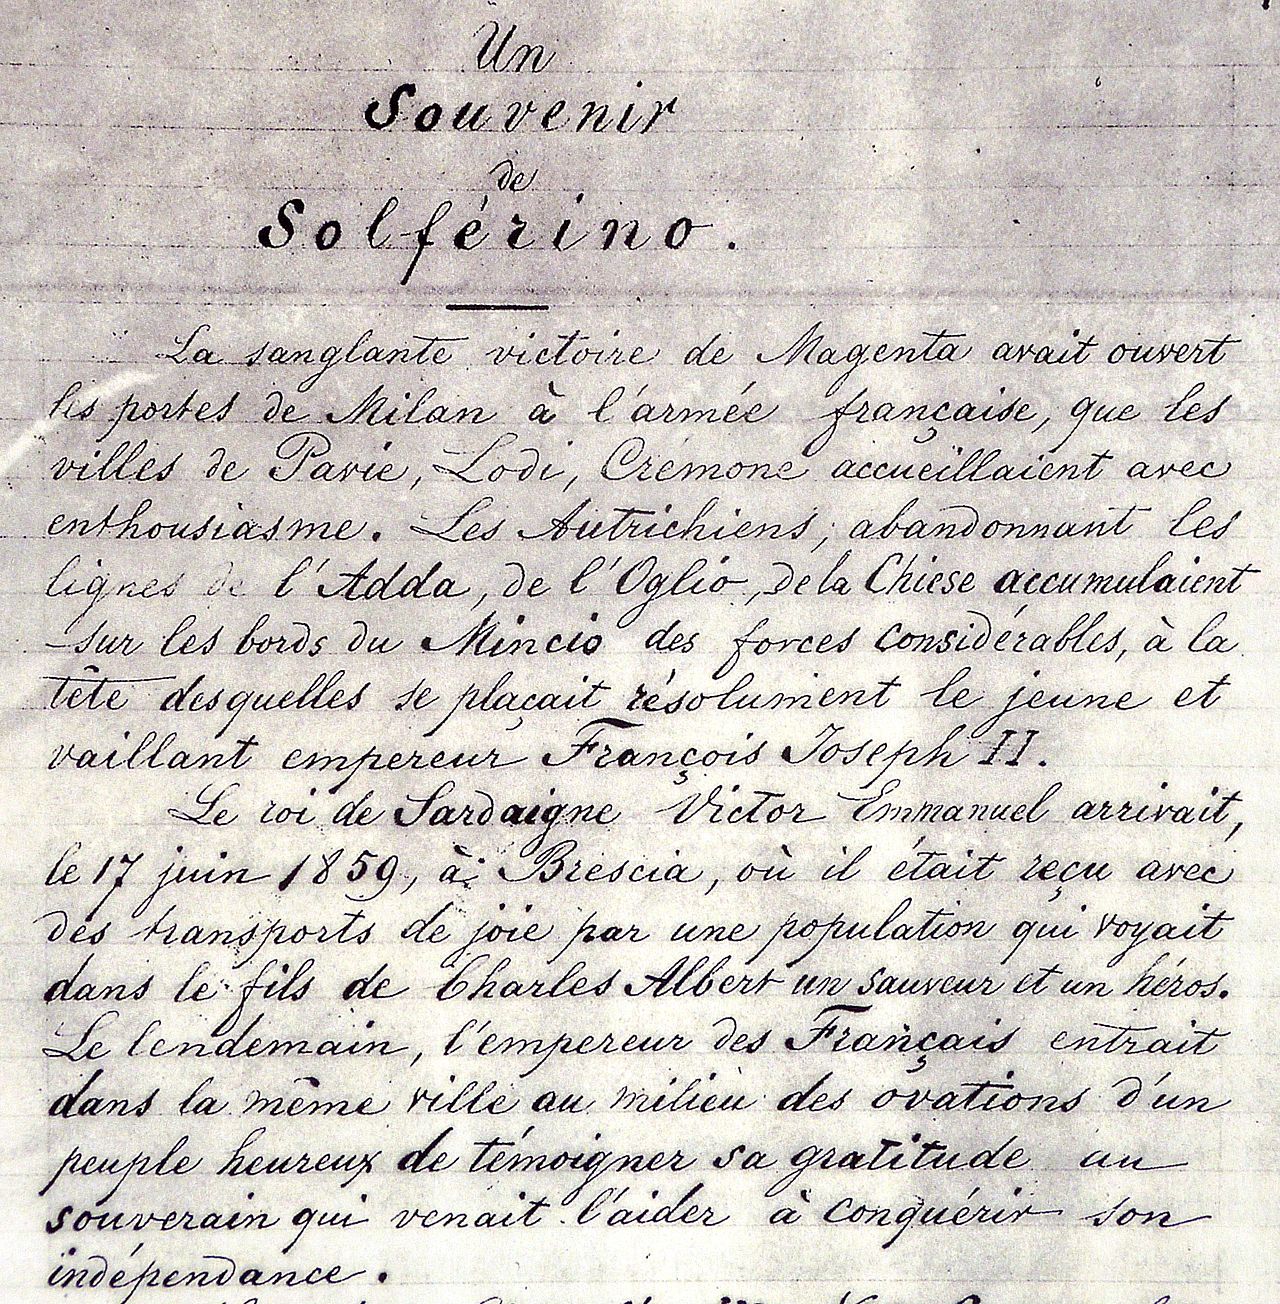 Un
Souvenir
de
Solférino.
La sanglante victoire de Magenta avait ouvert
les portes de Milan à l'armée française, que les
villes de Pavie, Lodi, Crémone accueillaient avec
enthousiasme. Les Autrichiens, abandonnant les
lignes de l'Adda, de l'Oglio, de la Chiese accumulaient
sur les bords du Mincio des forces considérables, à la
tête desquelles se plaçait résolument le jeune et
vaillant empereur François Joseph II.
Le roi de Sardaigne Victor Emmanuel arrivait,
le 17 juin 1859, à Brescia, où il était reçu avec
des transports de joie par une population qui voyait
dans le fils de Charles Albert un sauveur et un héros.
Le lendemain, l'empereur des Français entrait
dans la même ville au milieu des ovations d'un
peuple heureux de témoigner sa gratitude au
souverain qui venait l'aider à conquérir son
indépendance.